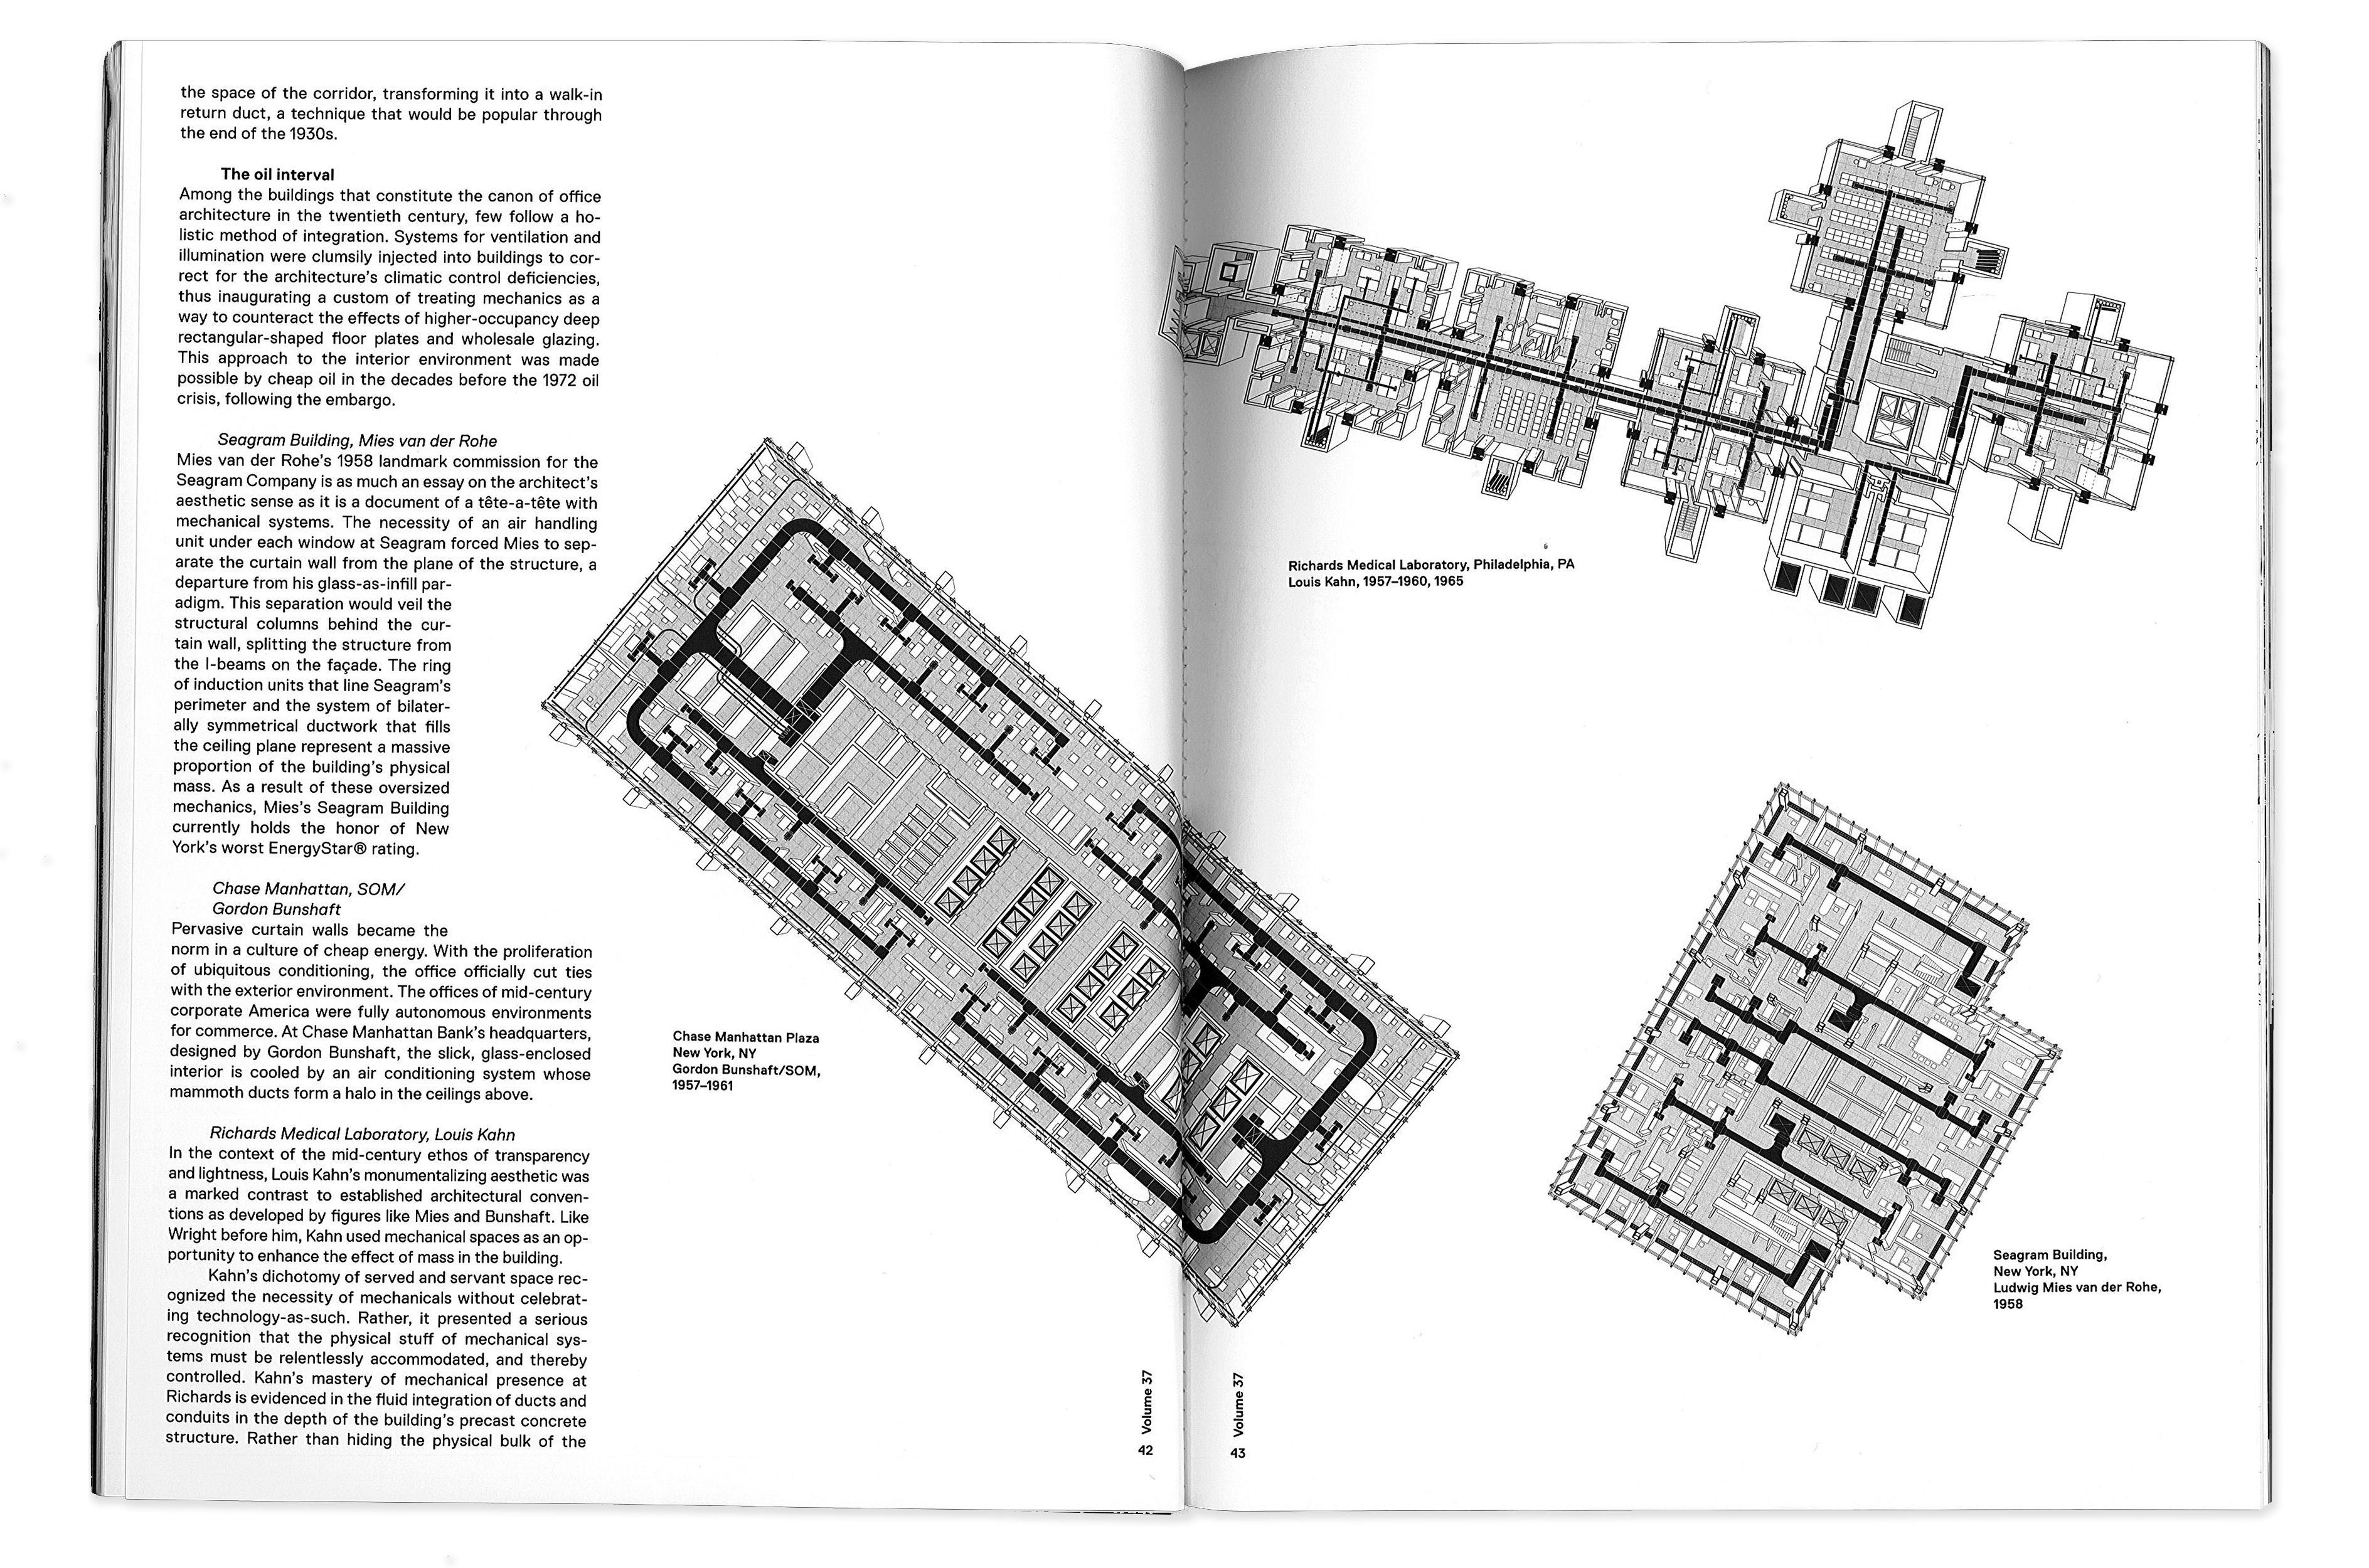 the space of the corridor, transforming it into a walk-in
return duct, a technique that would be popular through
the end of the 1930s.
The oil interval
Among the buildings that constitute the canon of office
architecture in the twentieth century, few follow a ho-
listic method of integration. Systems for ventilation and
illumination were clumsily injected into buildings to cor-
rect for the architecture's climatic control deficiencies,
thus inaugurating a custom of treating mechanics as a
way to counteract the effects of higher-occupancy deep
rectangular-shaped floor plates and wholesale glazing.
This approach to the interior environment was made
possible by cheap oil in the decades before the 1972 oil
crisis, following the embargo.
Seagram Building, Mies van der Rohe
Mies van der Rohe's 1958 landmark commission for the
Seagram Company is as much an essay on the architect's
aesthetic sense as it is a document of a tête-a-tête with
mechanical systems. The necessity of an air handling
unit under each window at Seagram forced Mies to sep-
arate the curtain wall from the plane of the structure, a
departure from his glass-as-infill par-
adigm. This separation would veil the
structural columns behind the cur-
tain wall, splitting the structure from
the I-beams on the façade. The ring
of induction units that line Seagram's
perimeter and the system of bilater-
ally symmetrical ductwork that fills
the ceiling plane represent a massive
proportion of the building's physical
mass. As a result of these oversized
mechanics, Mies's Seagram Building
currently holds the honor of New
York's worst EnergyStar® rating.
Chase Manhattan, SOM/
Gordon Bunshaft
Pervasive curtain walls became the
norm in a culture of cheap energy. With the proliferation
of ubiquitous conditioning, the office officially cut ties
with the exterior environment. The offices of mid-century
corporate America were fully autonomous environments
for commerce. At Chase Manhattan Bank's headquarters,
designed by Gordon Bunshaft, the slick, glass-enclosed
interior is cooled by an air conditioning system whose
mammoth ducts form a halo in the ceilings above.
Richards Medical Laboratory, Louis Kahn
In the context of the mid-century ethos of transparency
and lightness, Louis Kahn's monumentalizing aesthetic was
a marked contrast to established architectural conven-
tions as developed by figures like Mies and Bunshaft. Like
Wright before him, Kahn used mechanical spaces as an op-
portunity to enhance the effect of mass in the building.
Kahn's dichotomy of served and servant space rec-
ognized the necessity of mechanicals without celebrat-
ing technology-as-such. Rather, it presented a serious
recognition that the physical stuff of mechanical sys-
tems must be relentlessly accommodated, and thereby
controlled. Kahn's mastery of mechanical presence at
Richards is evidenced in the fluid integration of ducts and
conduits in the depth of the building's precast concrete
structure. Rather than hiding the physical bulk of the
Chase Manhattan Plaza
New York, NY
Gordon Bunshaft/SOM,
1957–1961
Volume 37
42
Richards Medical Laboratory, Philadelphia, PA
Louis Kahn, 1957–1960, 1965
Seagram Building,
New York, NY
Ludwig Mies van der Rohe,
1958
Volume 37
43